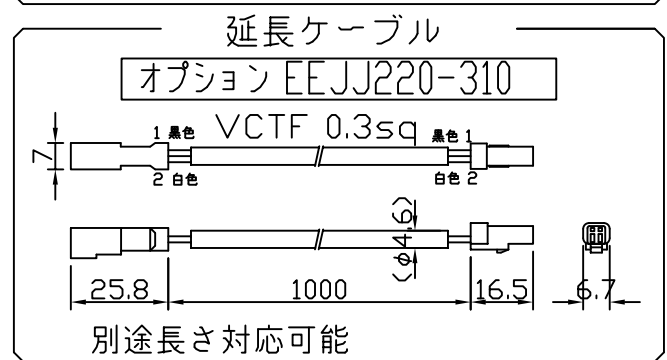 延長ケーブル
オプション EEJJ220-310
VCTF 0.3sq
1 黒色
黒色 1
7
2 白色
白色 2
(φ4.6)
25.8
1000
16.5
6.7
別途長さ対応可能